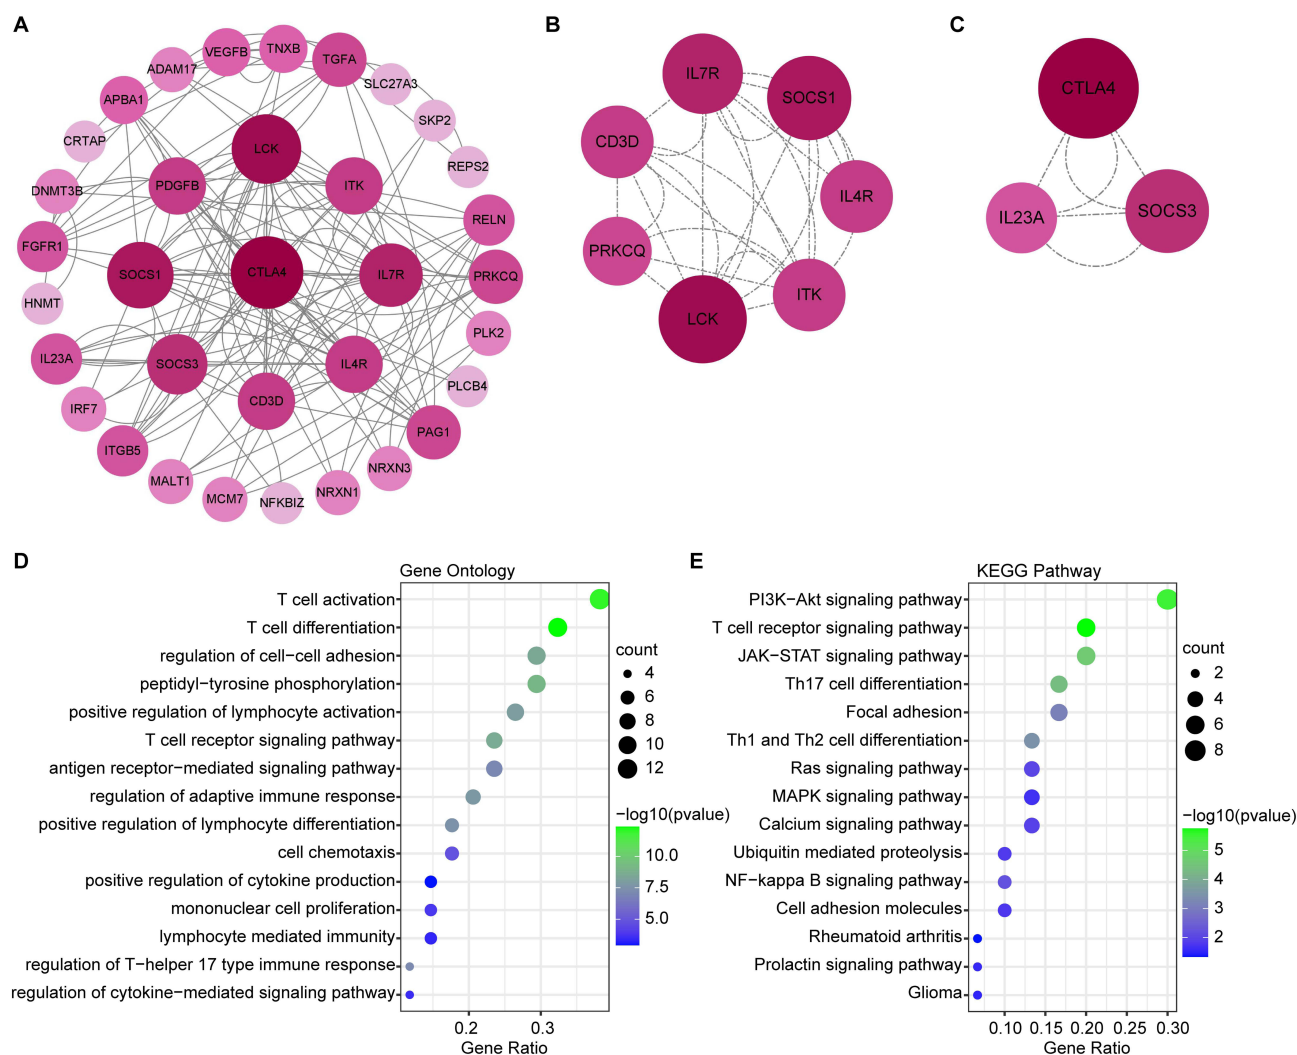 A
VEGFB
TNXB
TGFA
ADAM17
SLC27A3
APBA1
SKP2
CRTAP
LCK
REPS2
DNMT3B
PDGFB
ITK
RELN
FGFR1
SOCS1
CTLA4
IL7R
PRKCQ
HNMT
PLK2
IL23A
SOCS3
IL4R
PLCB4
IRF7
CD3D
PAG1
ITGB5
NRXN3
MALT1
MCM7
NFKBIZ
NRXN1
B
IL7R
SOCS1
CD3D
IL4R
PRKCQ
ITK
LCK
C
CTLA4
IL23A
SOCS3
D
Gene Ontology
T cell activation
T cell differentiation
regulation of cell−cell adhesion
peptidyl−tyrosine phosphorylation
positive regulation of lymphocyte activation
T cell receptor signaling pathway
antigen receptor−mediated signaling pathway
regulation of adaptive immune response
positive regulation of lymphocyte differentiation
cell chemotaxis
positive regulation of cytokine production
mononuclear cell proliferation
lymphocyte mediated immunity
regulation of T−helper 17 type immune response
regulation of cytokine−mediated signaling pathway
0.2 0.3
Gene Ratio
count
4
6
8
10
12
−log10(pvalue)
10.0
7.5
5.0
E
KEGG Pathway
PI3K−Akt signaling pathway
T cell receptor signaling pathway
JAK−STAT signaling pathway
Th17 cell differentiation
Focal adhesion
Th1 and Th2 cell differentiation
Ras signaling pathway
MAPK signaling pathway
Calcium signaling pathway
Ubiquitin mediated proteolysis
NF−kappa B signaling pathway
Cell adhesion molecules
Rheumatoid arthritis
Prolactin signaling pathway
Glioma
0.10 0.15 0.20 0.25 0.30
Gene Ratio
count
2
4
6
8
−log10(pvalue)
5
4
3
2